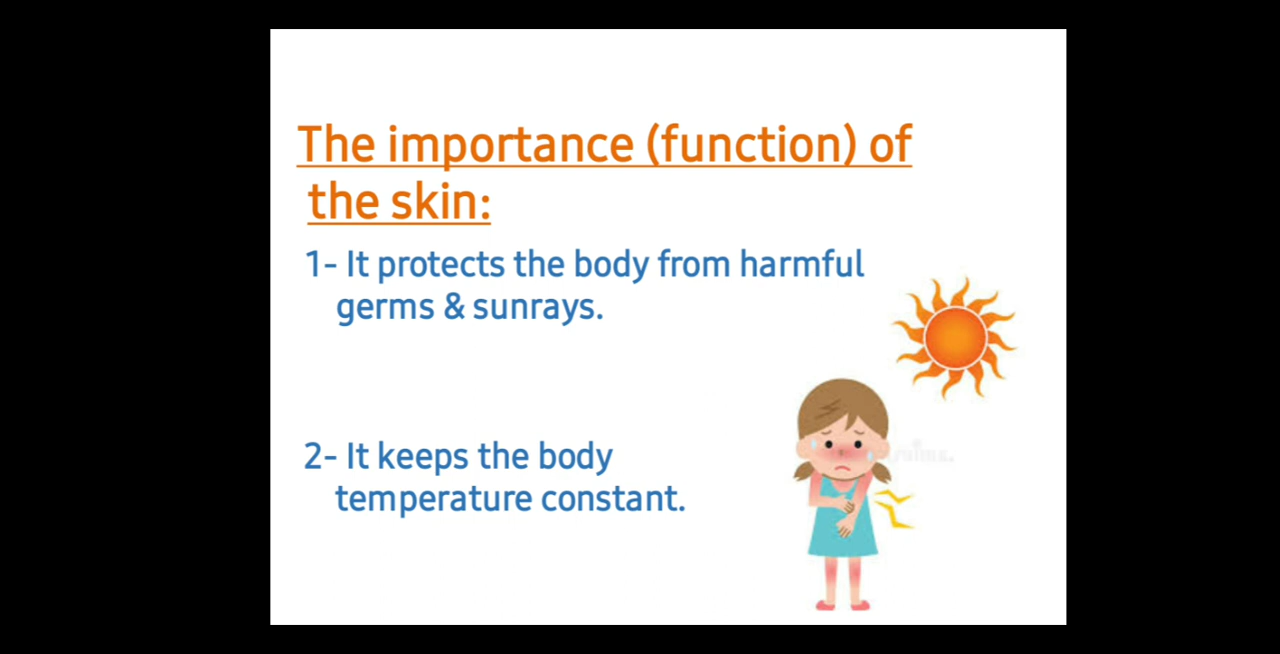 The importance (function) of
the skin:
1- It protects the body from harmful
germs & sunrays.
2- It keeps the body
temperature constant.